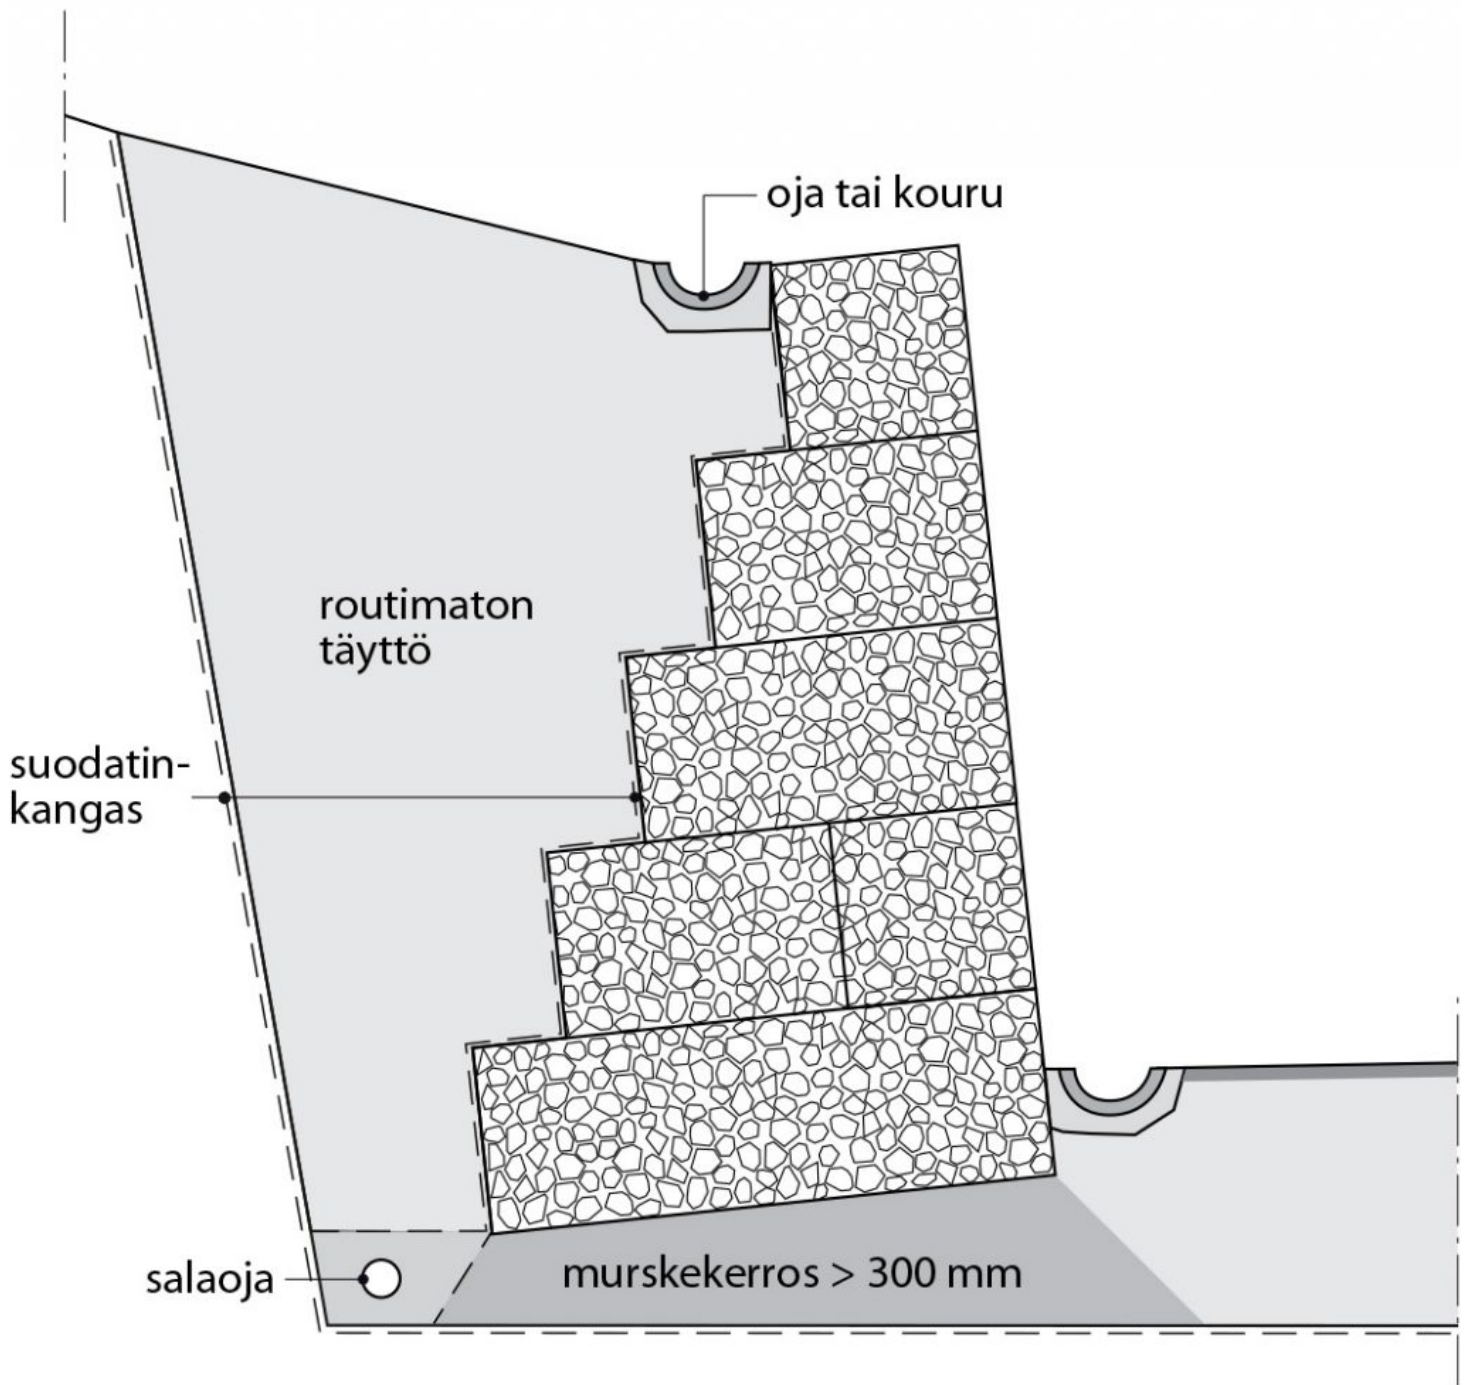 oja tai kouru
routimaton
täyttö
suodatin-
kangas
salaoja
murskekerros > 300 mm